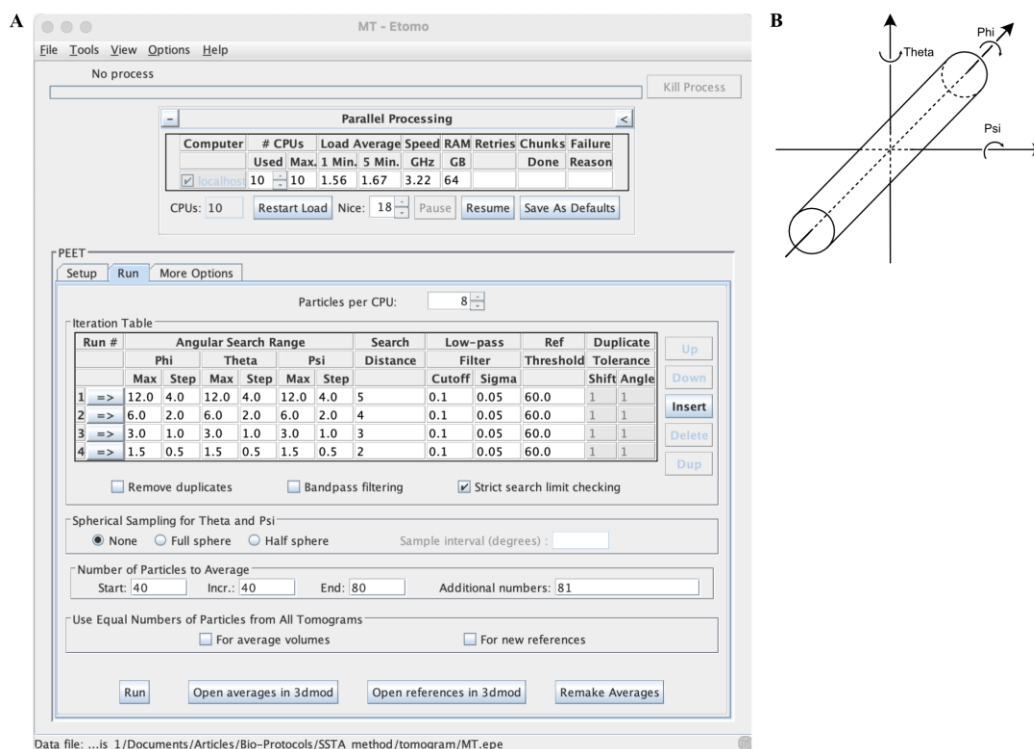 A
MT - Etomo
File Tools View Options Help
No process
Kill Process
Parallel Processing
Computer # CPUs Load Average Speed RAM Retries Chunks Failure
Used Max. 1 Min. 5 Min. GHz GB Done Reason
localhost 10 10 1.56 1.67 3.22 64
CPUs: 10 Restart Load Nice: 18 Pause Resume Save As Defaults
PEET
Setup Run More Options
Particles per CPU: 8
Iteration Table
Run # Angular Search Range Search Low-pass Ref Duplicate
Phi Theta Psi Distance Filter Threshold Tolerance
Max Step Max Step Max Step Cutoff Sigma Shift Angle
1 => 12.0 4.0 12.0 4.0 12.0 4.0 5 0.1 0.05 60.0 1 1
2 => 6.0 2.0 6.0 2.0 6.0 2.0 4 0.1 0.05 60.0 1 1
3 => 3.0 1.0 3.0 1.0 3.0 1.0 3 0.1 0.05 60.0 1 1
4 => 1.5 0.5 1.5 0.5 1.5 0.5 2 0.1 0.05 60.0 1 1
Up
Down
Insert
Delete
Dup
Remove duplicates Bandpass filtering Strict search limit checking
Spherical Sampling for Theta and Psi
None Full sphere Half sphere Sample interval (degrees) :
Number of Particles to Average
Start: 40 Incr.: 40 End: 80 Additional numbers: 81
Use Equal Numbers of Particles from All Tomograms
For average volumes For new references
Run Open averages in 3dmod Open references in 3dmod Remake Averages
Data file: ...is_1/Documents/Articles/Bio-Protocols/SSTA_method/tomogram/MT.epe
B
Phi
Theta
Psi